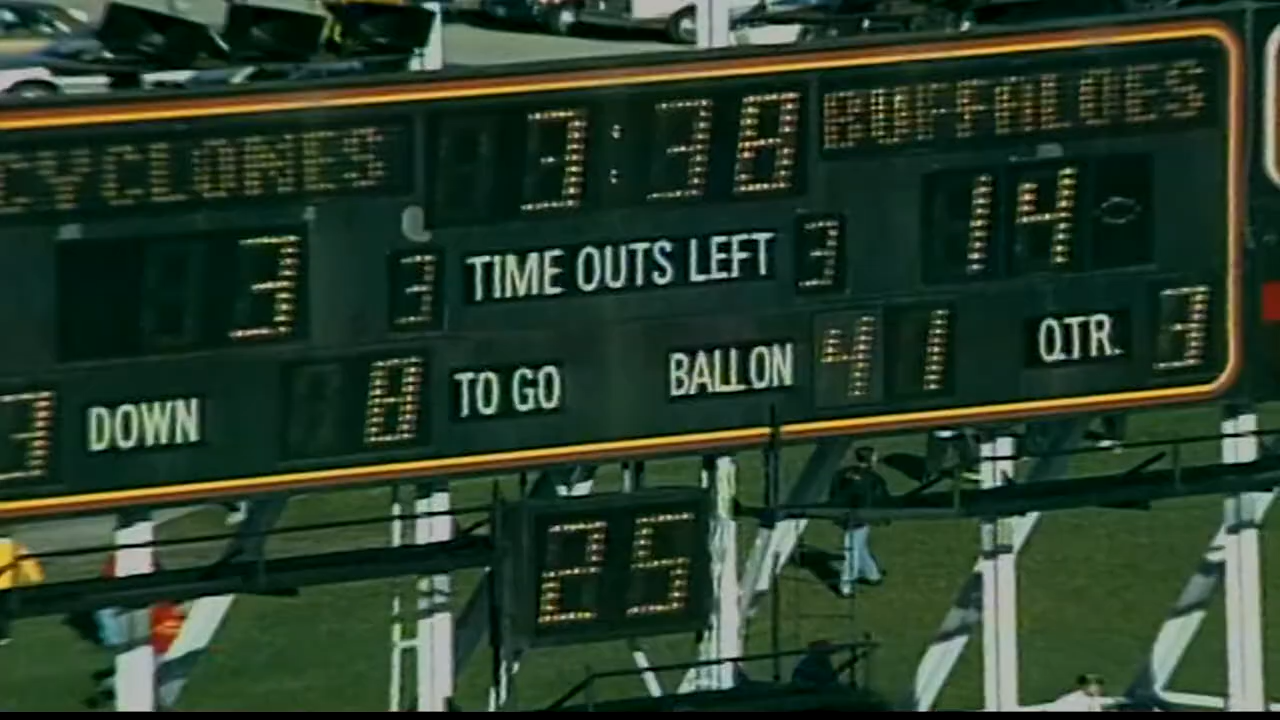 CYCLONES 3:38 BUFFALOES
3 3 TIME OUTS LEFT 3 14
3 DOWN 8 TO GO BALL ON 41 QTR. 3
25